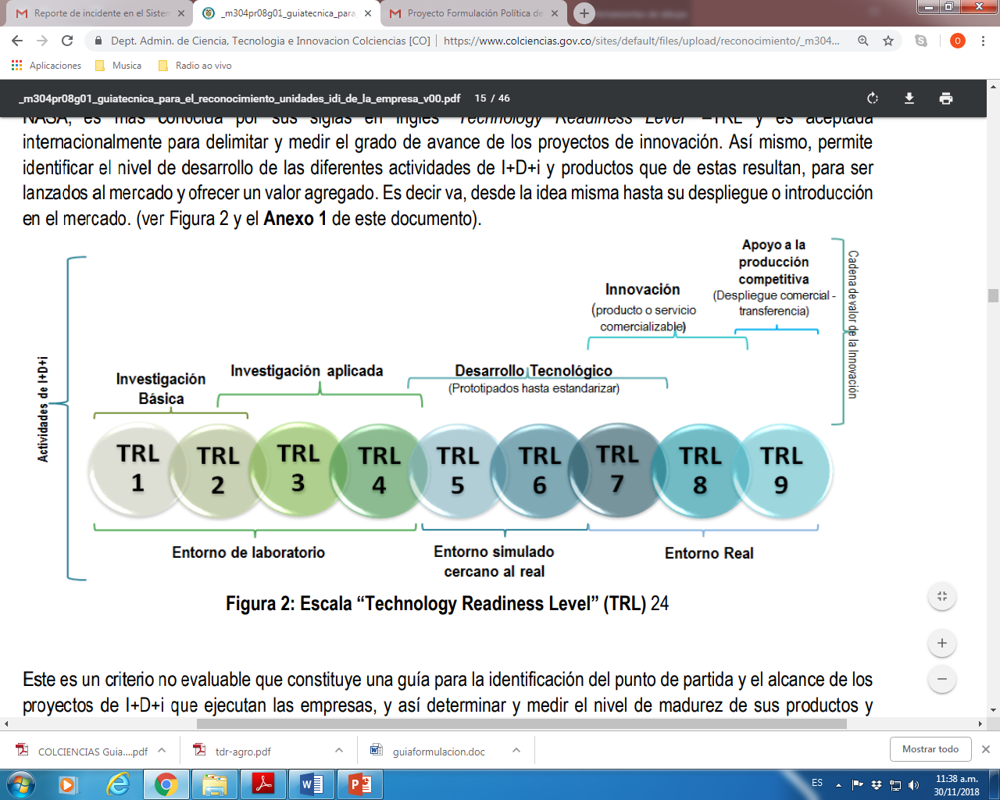 Reporte de incidente en el Sistem
_m304pr08g01_guiatecnica_para_
Proyecto Formulación Política de
Dept. Admin. de Ciencia, Tecnologia e Innovacion Colciencias [CO]
https://www.colciencias.gov.co/sites/default/files/upload/reconocimiento/_m304...
O
Aplicaciones
Musica
Radio ao vivo
_m304pr08g01_guiatecnica_para_el_reconocimiento_unidades_idi_de_la_empresa_v00.pdf
15 / 46
NASA, es más conocida por sus siglas en inglés "Technology Readiness Level" –TRL y es aceptada
internacionalmente para delimitar y medir el grado de avance de los proyectos de innovación. Así mismo, permite
identificar el nivel de desarrollo de las diferentes actividades de I+D+i y productos que de estas resultan, para ser
lanzados al mercado y ofrecer un valor agregado. Es decir va, desde la idea misma hasta su despliegue o introducción
en el mercado. (ver Figura 2 y el Anexo 1 de este documento).
Apoyo a la
producción
competitiva
(Despliegue comercial -
transferencia)
Cadena de valor de la Innovación
Innovación
(producto o servicio
comercializable)
Desarrollo Tecnológico
(Prototipados hasta estandarizar)
Investigación aplicada
Investigación
Básica
Actividades de I+D+i
TRL
1
TRL
2
TRL
3
TRL
4
TRL
5
TRL
6
TRL
7
TRL
8
TRL
9
Entorno de laboratorio
Entorno simulado
cercano al real
Entorno Real
Figura 2: Escala “Technology Readiness Level” (TRL) 24
Este es un criterio no evaluable que constituye una guía para la identificación del punto de partida y el alcance de los
proyectos de I+D+i que ejecutan las empresas, y así determinar y medir el nivel de madurez de sus productos y
COLCIENCIAS Guia....pdf
tdr-agro.pdf
guiaformulacion.doc
Mostrar todo
ES
11:38 a.m.
30/11/2018